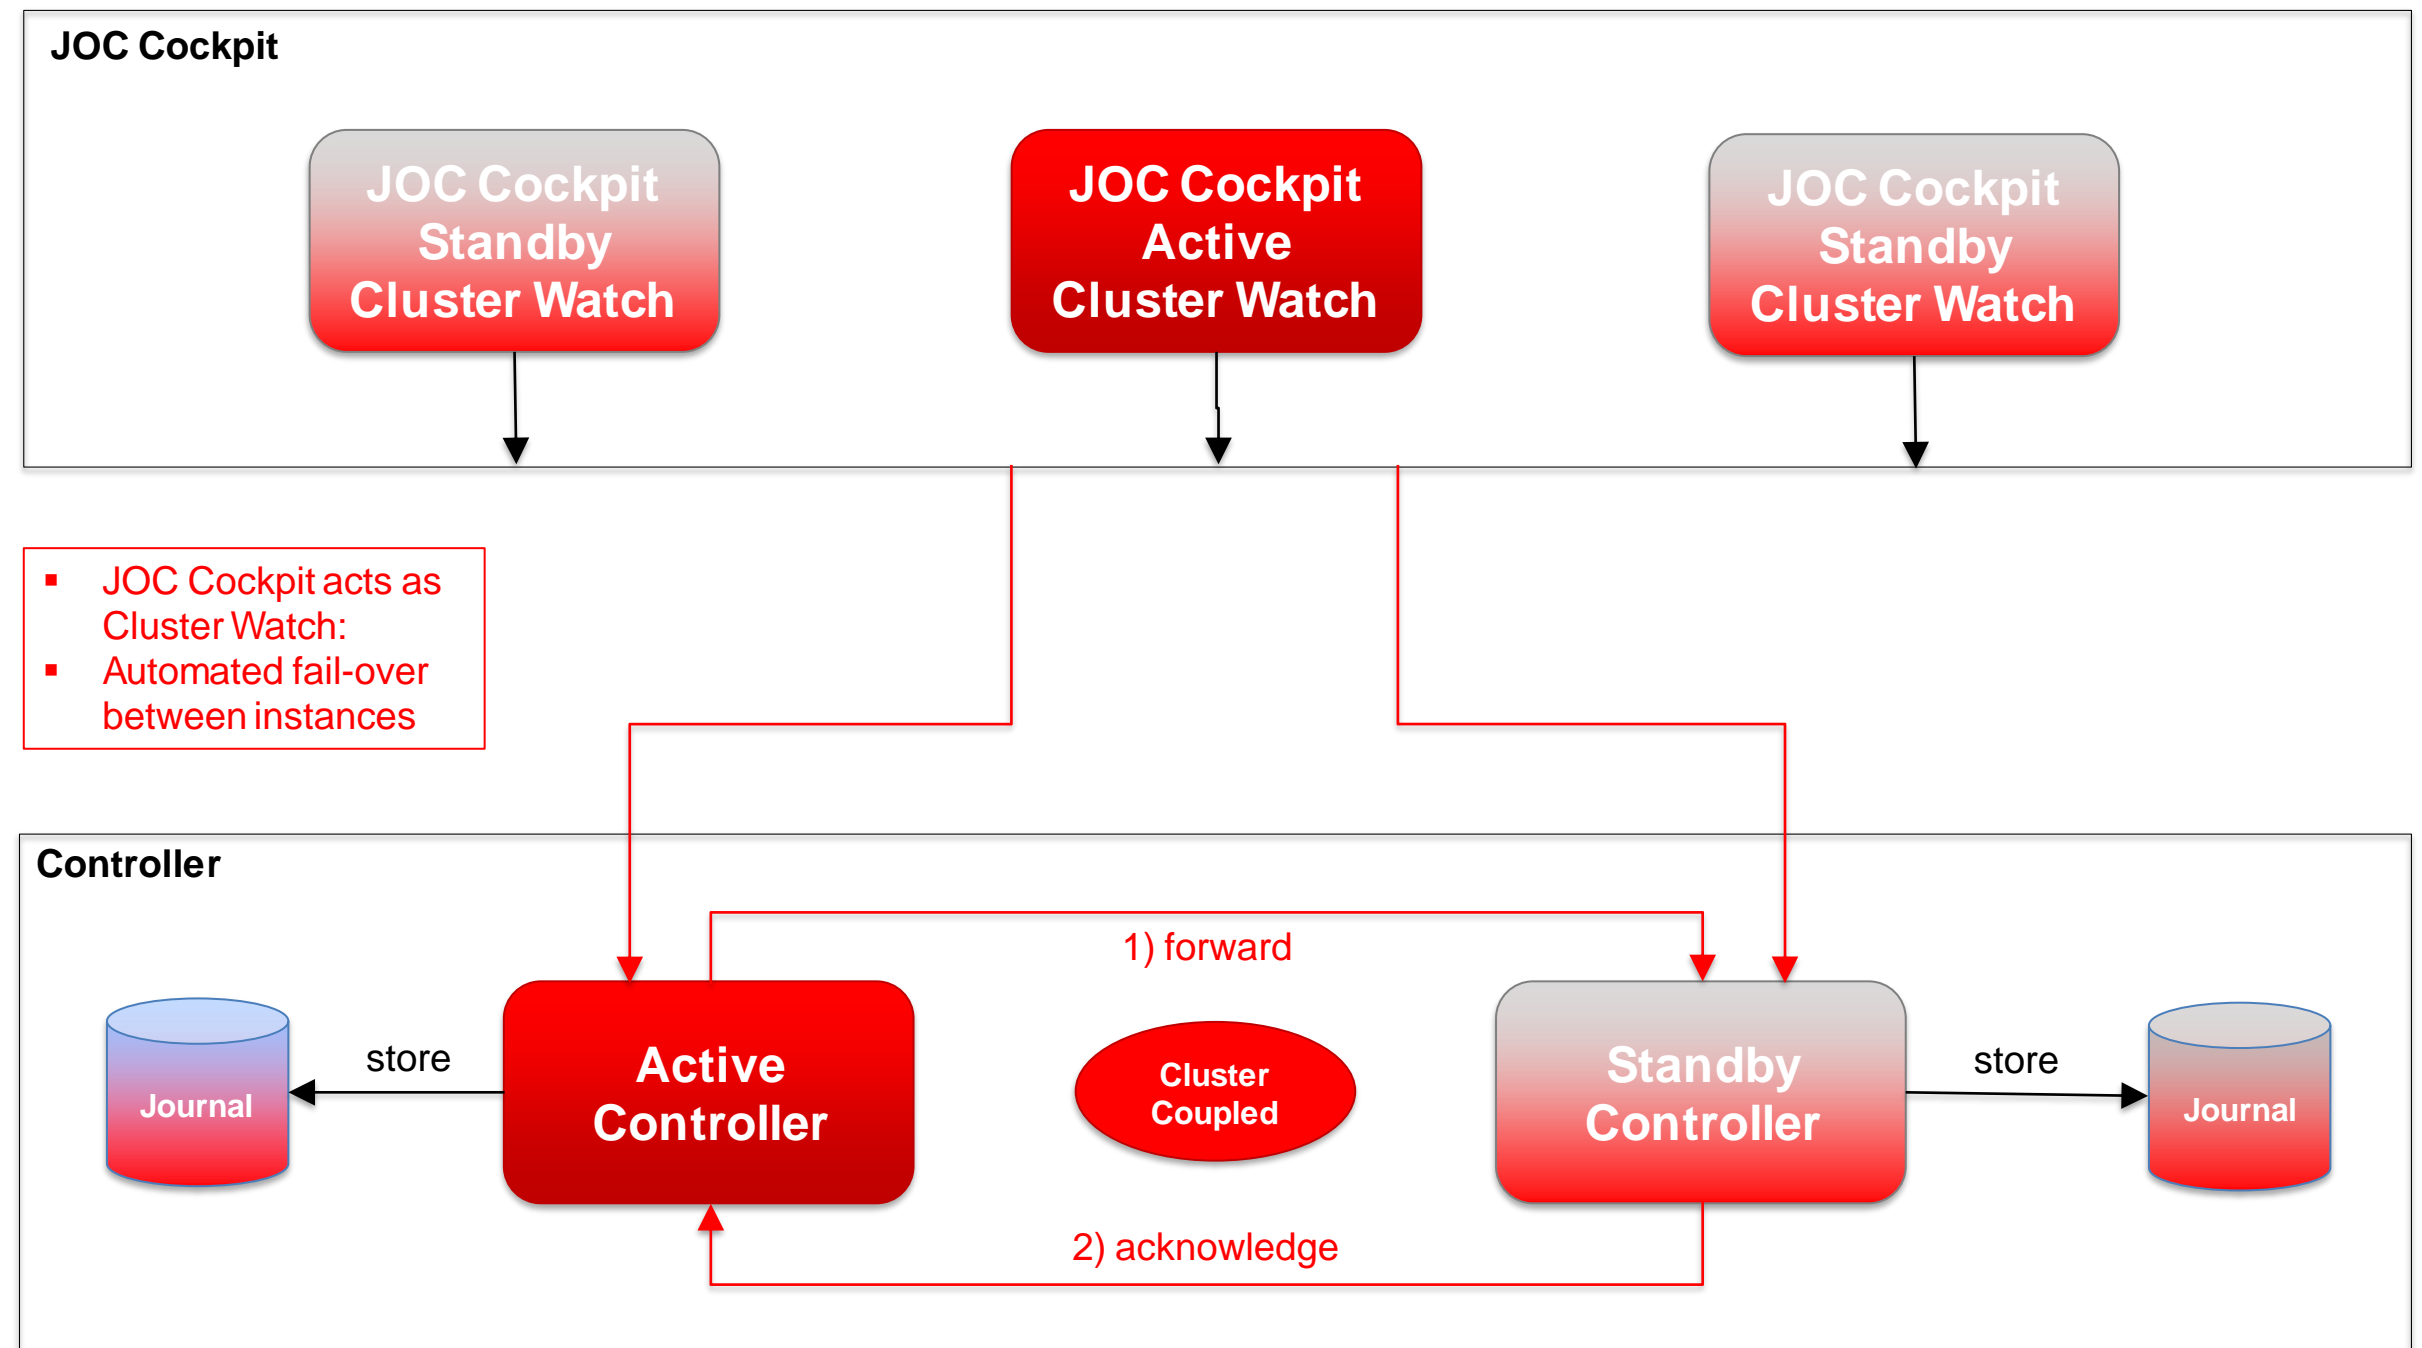 JOC Cockpit
JOC Cockpit
Standby
Cluster Watch
JOC Cockpit
Active
Cluster Watch
JOC Cockpit
Standby
Cluster Watch
▪ JOC Cockpit acts as
Cluster Watch:
▪ Automated fail-over
between instances
Controller
1) forward
Journal
store
Active
Controller
Cluster
Coupled
Standby
Controller
store
Journal
2) acknowledge